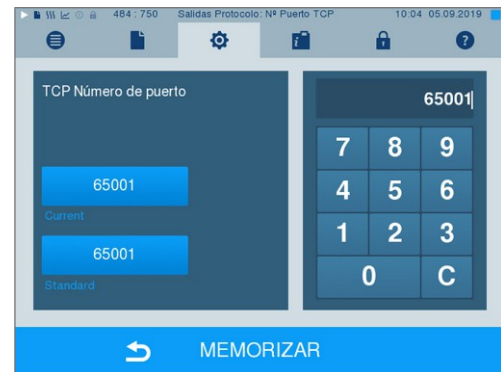 484 : 750 Salidas Protocolo: Nº Puerto TCP 10:04 05.09.2019
TCP Número de puerto
65001
Current
65001
Standard
65001
7 8 9
4 5 6
1 2 3
0 C
MEMORIZAR